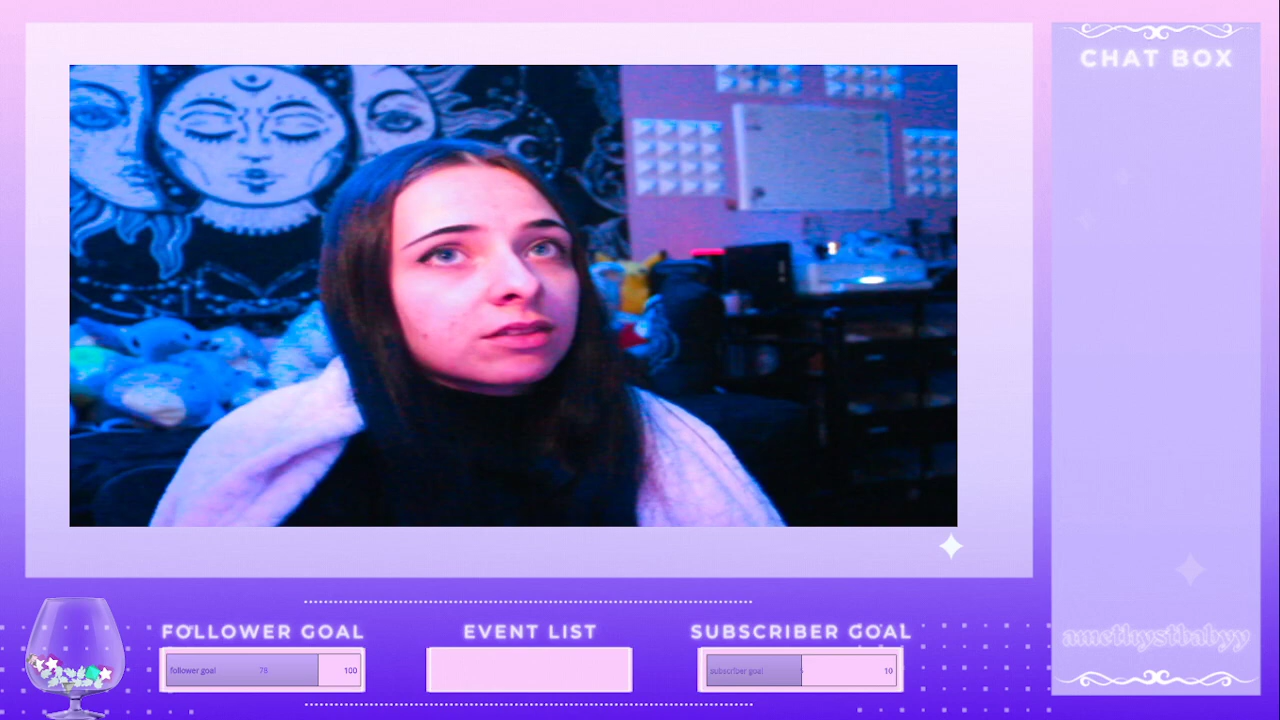 CHAT BOX
amethystbabyy
FOLLOWER GOAL
EVENT LIST
SUBSCRIBER GOAL
follower goal 78 100
subscriber goal 10